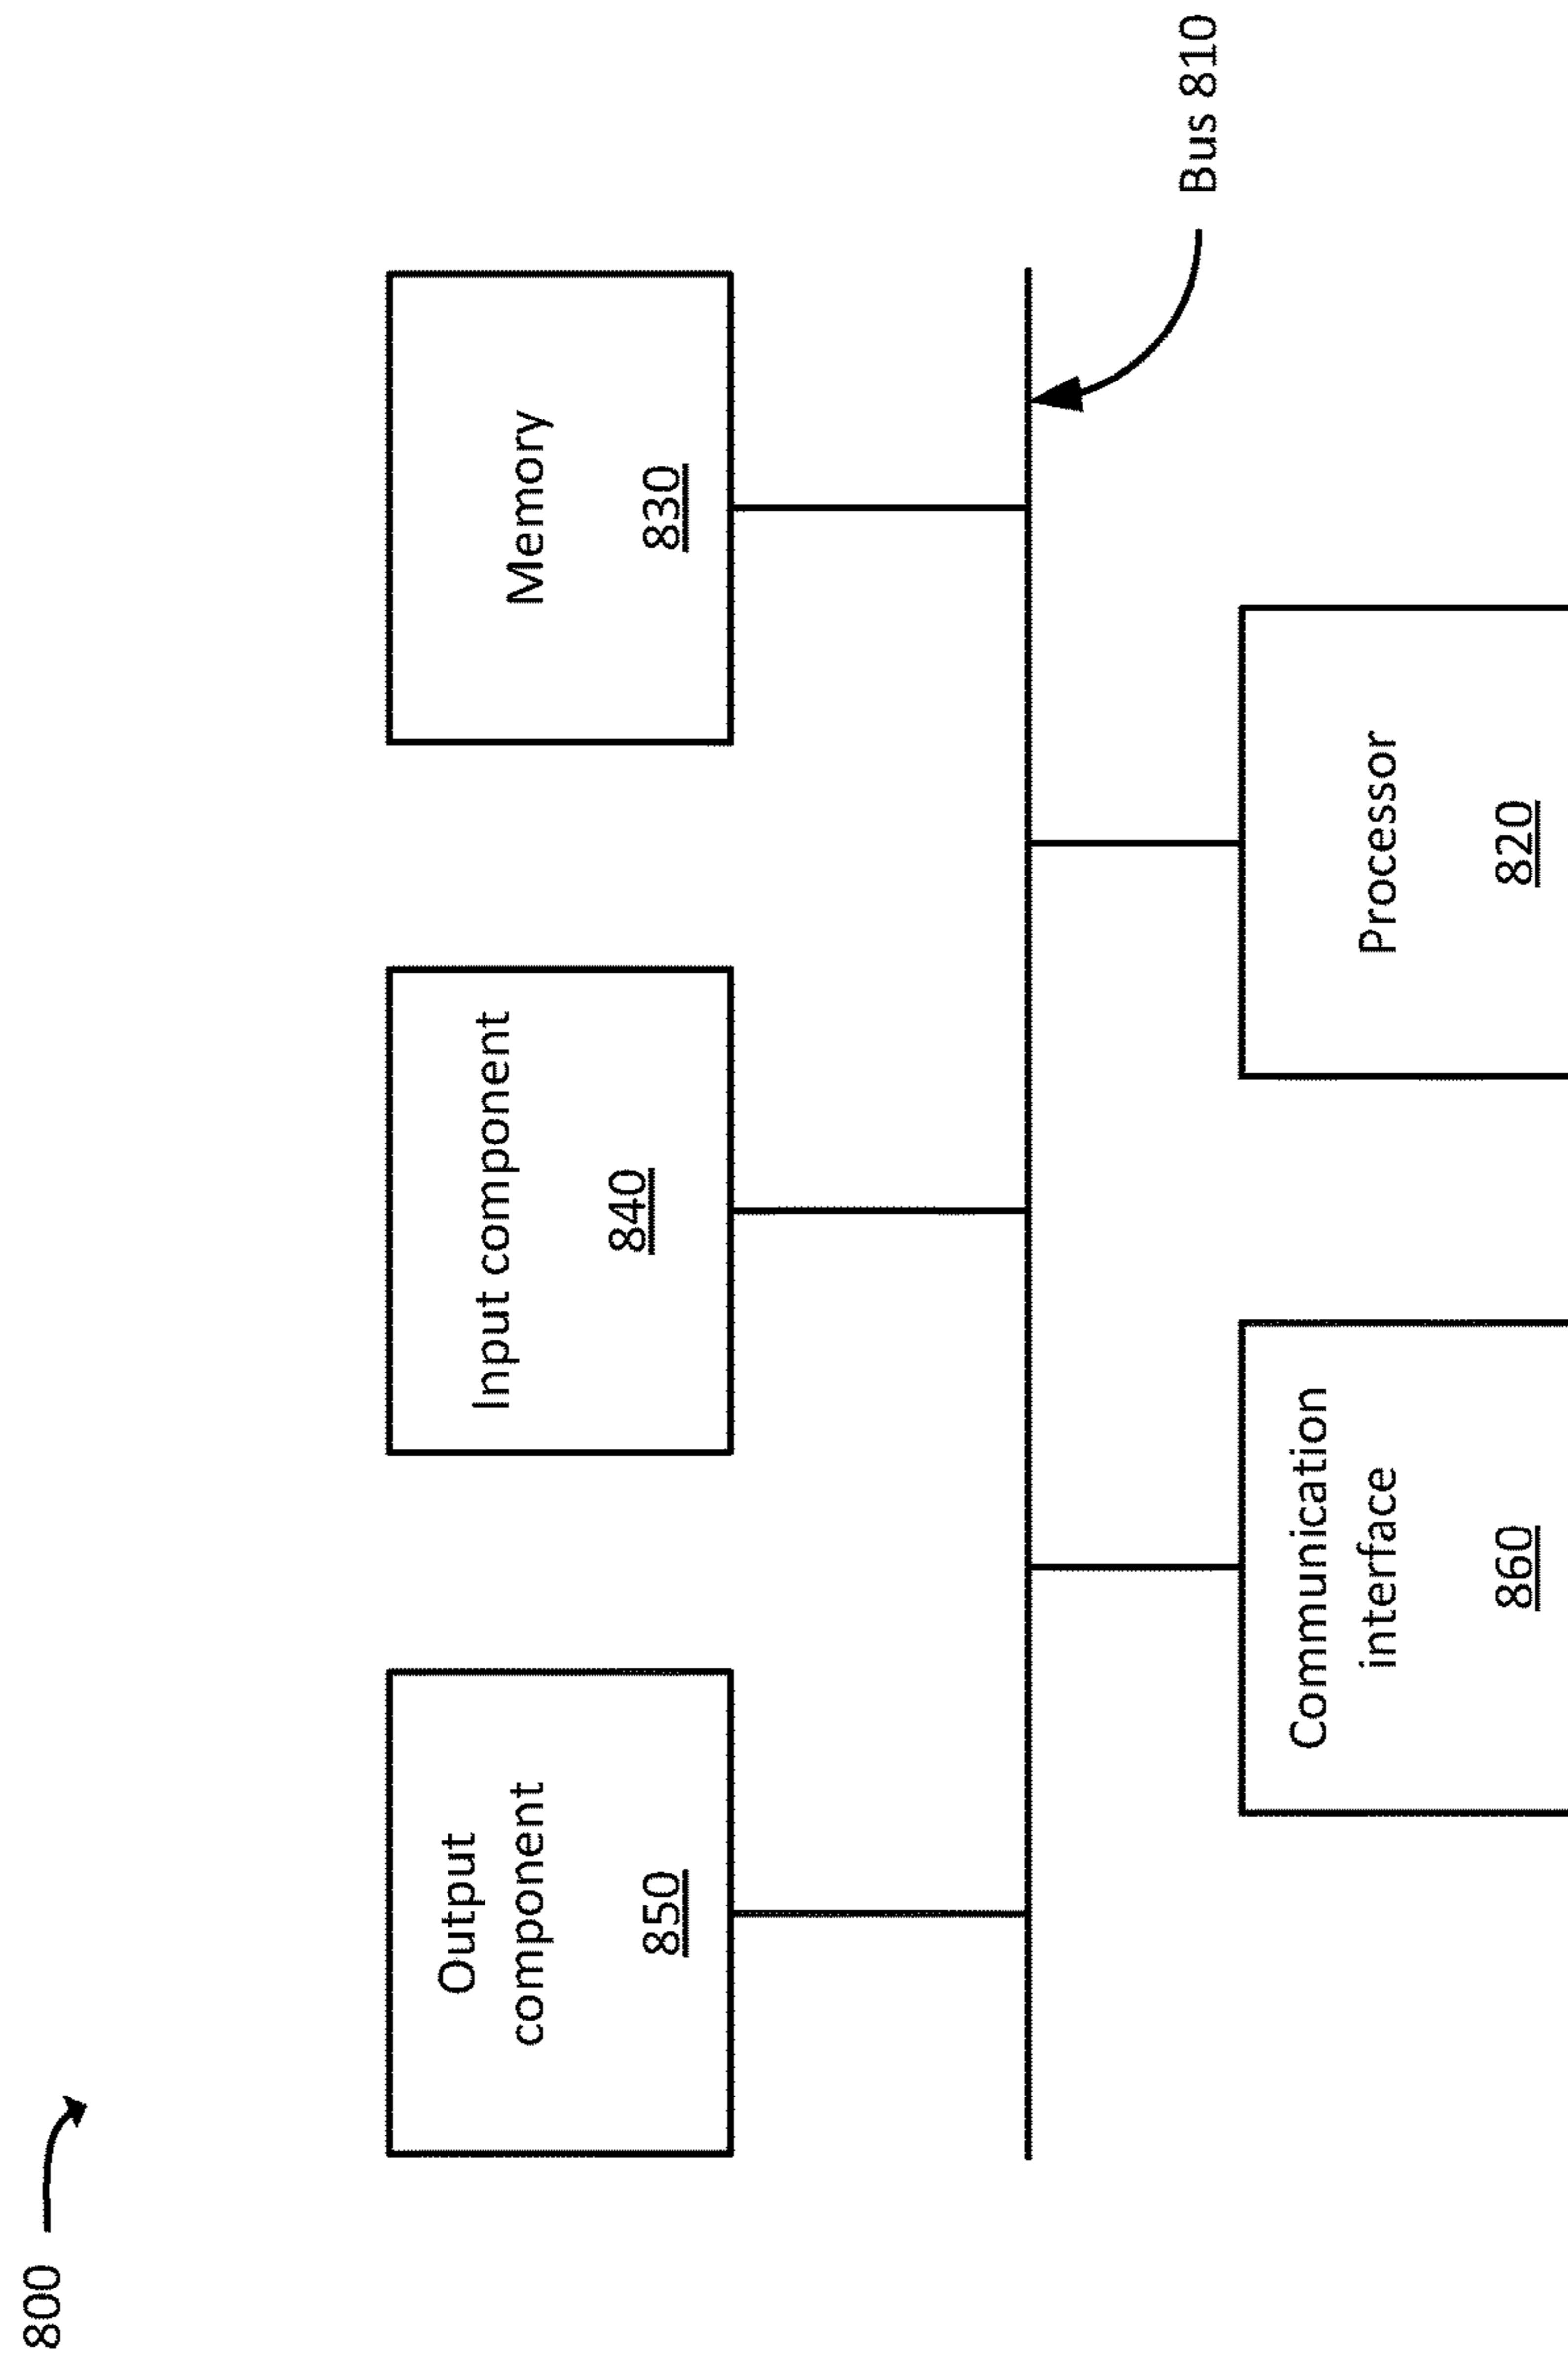 800
Output
component
850
Input component
840
Memory
830
Bus 810
Communication
interface
860
Processor
820